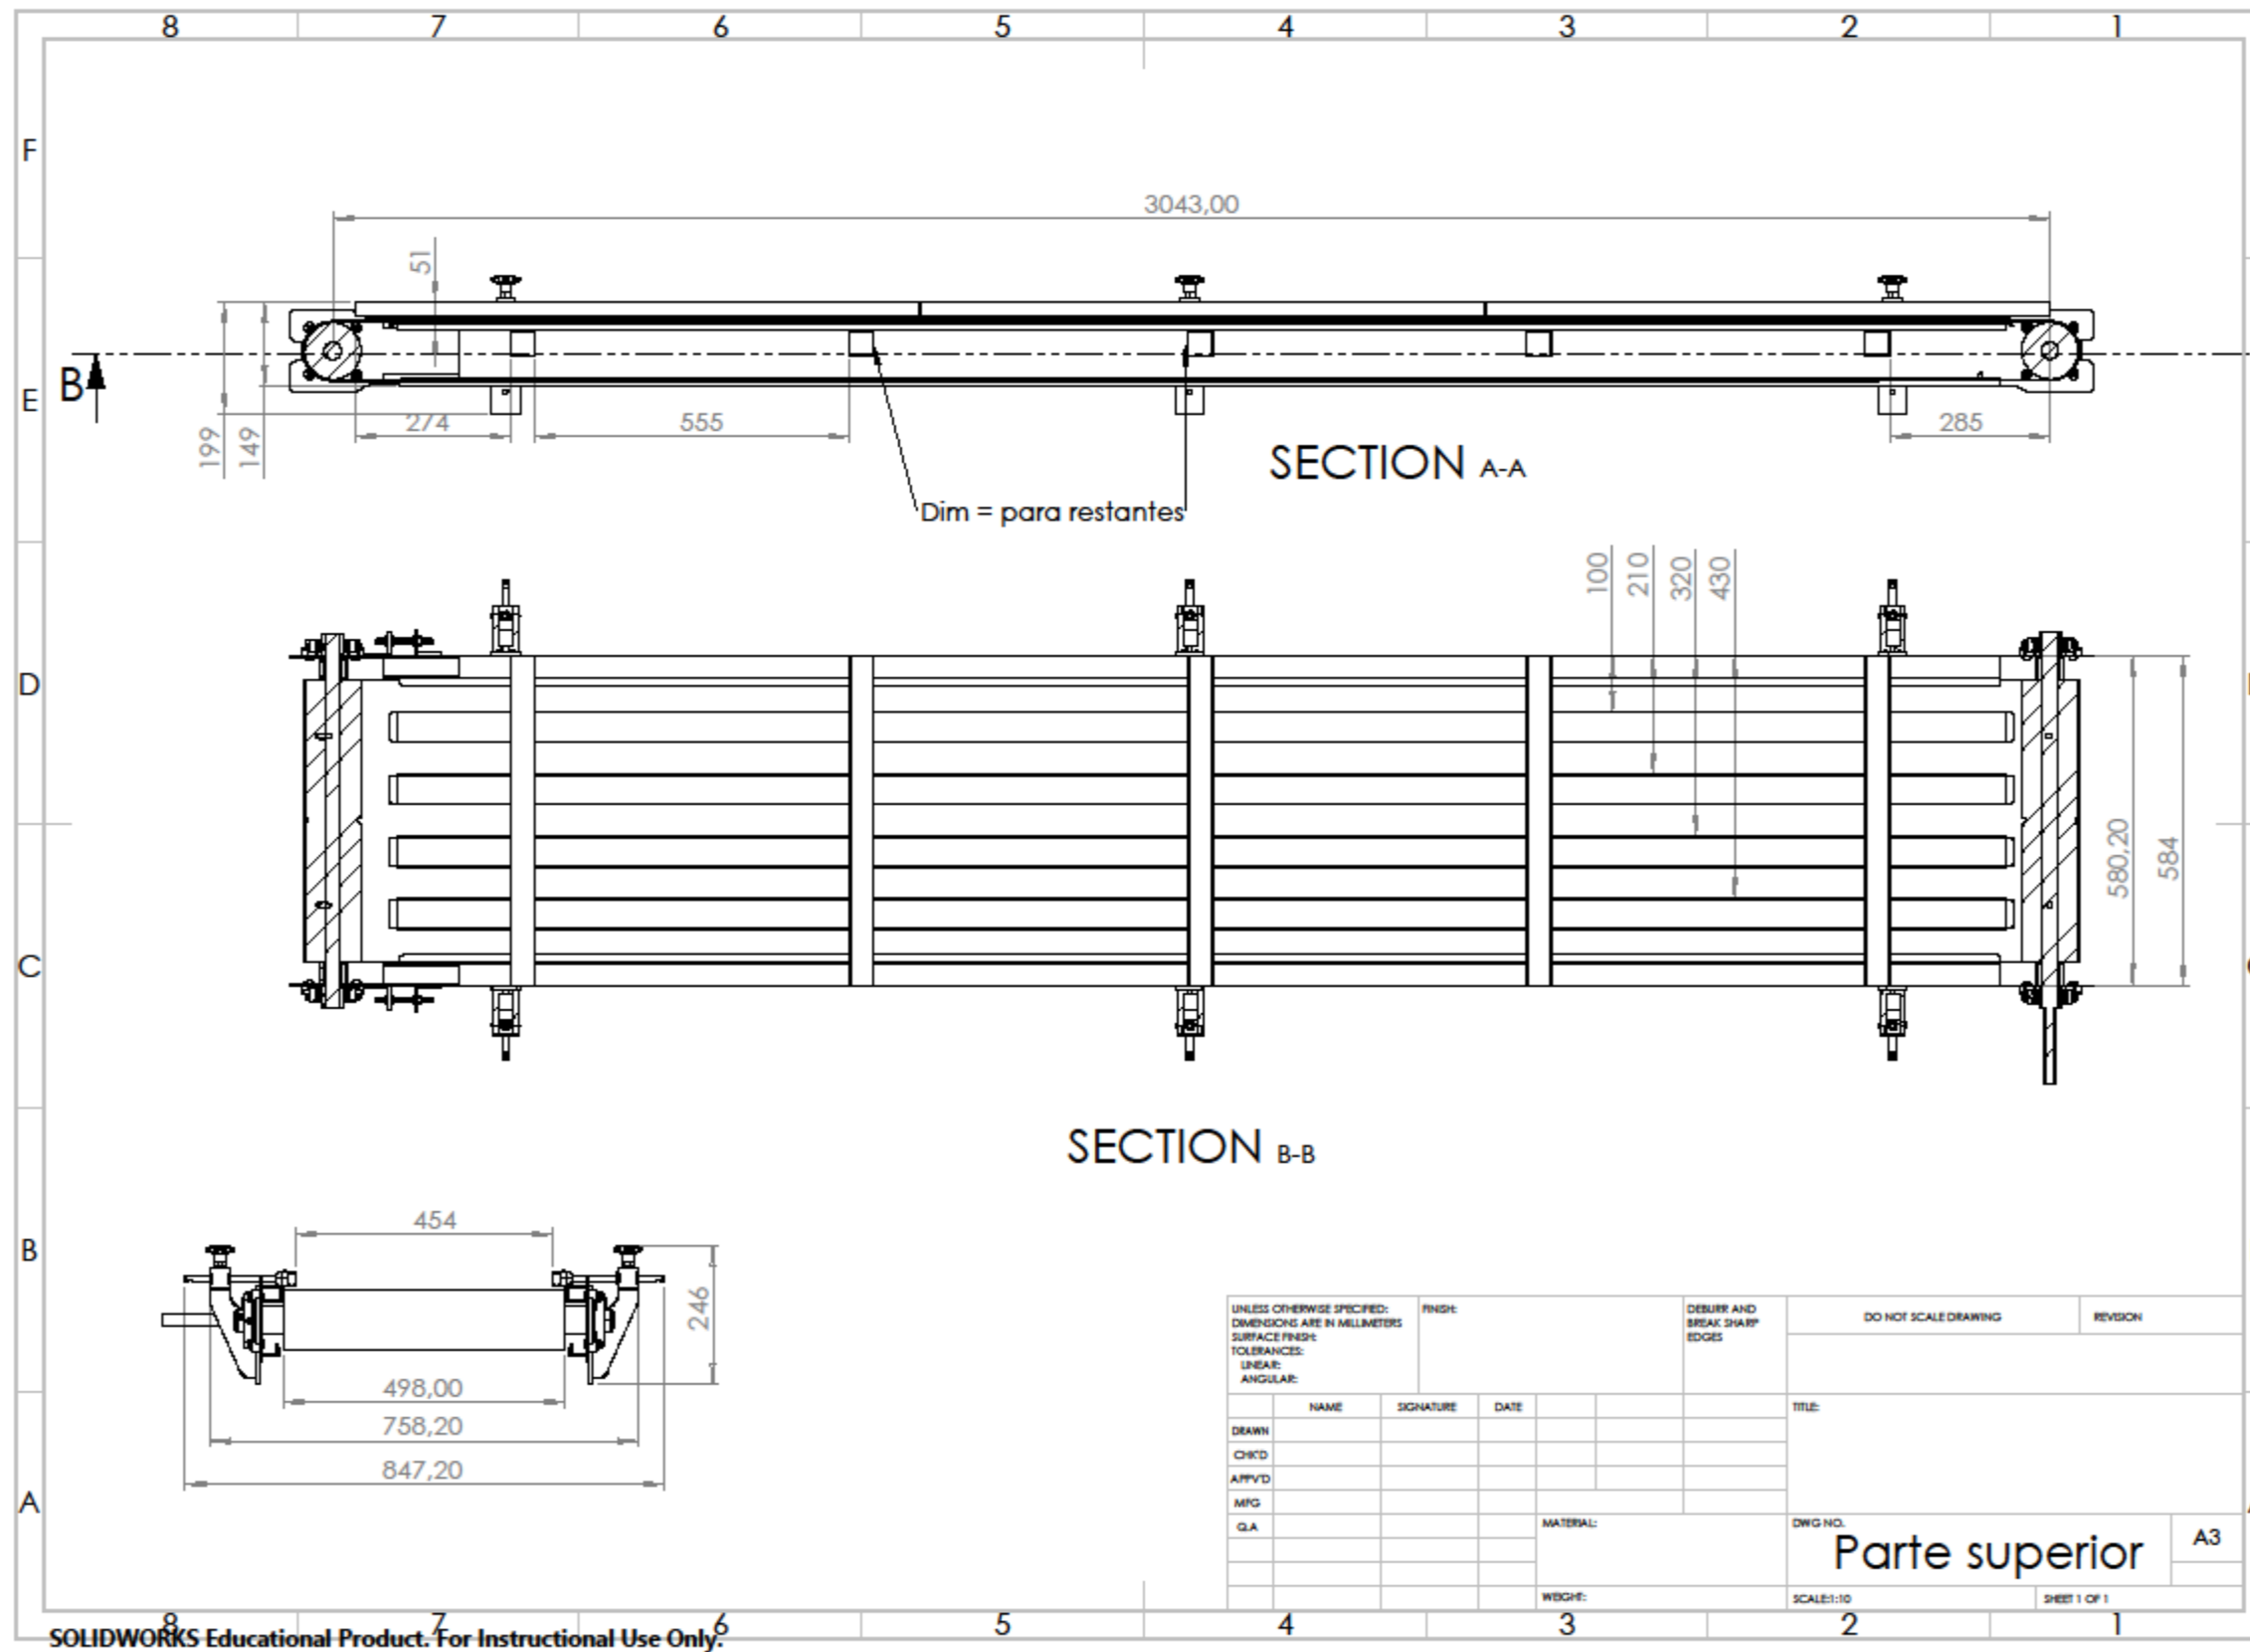 8 7 6 5 4 3 2 1
F
3043,00
51
B
E
199
149
274
555
285
SECTION A-A
Dim = para restantes
100
210
320
430
D
580,20
584
C
SECTION B-B
B
454
246
498,00
758,20
847,20
A
UNLESS OTHERWISE SPECIFIED:
DIMENSIONS ARE IN MILLIMETERS
SURFACE FINISH:
TOLERANCES:
LINEAR:
ANGULAR:
FINISH:
DEBURR AND
BREAK SHARP
EDGES
DO NOT SCALE DRAWING
REVISION
NAME SIGNATURE DATE
TITLE:
DRAWN
CHK'D
APPV'D
MFG
Q.A
MATERIAL:
DWG NO.
Parte superior
A3
WEIGHT:
SCALE:1:10
SHEET 1 OF 1
8 7 6 5 4 3 2 1
SOLIDWORKS Educational Product. For Instructional Use Only.